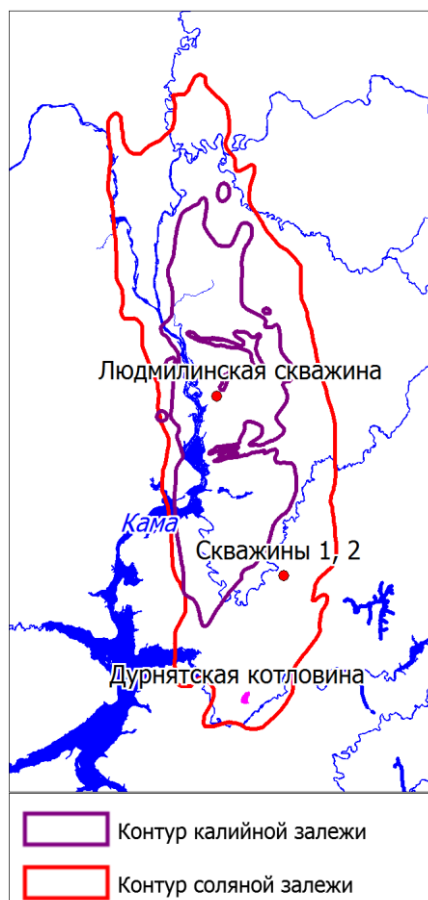 Людмилинская скважина
Кама
Скважины 1, 2
Дурнятская котловина
Контур калийной залежи
Контур соляной залежи